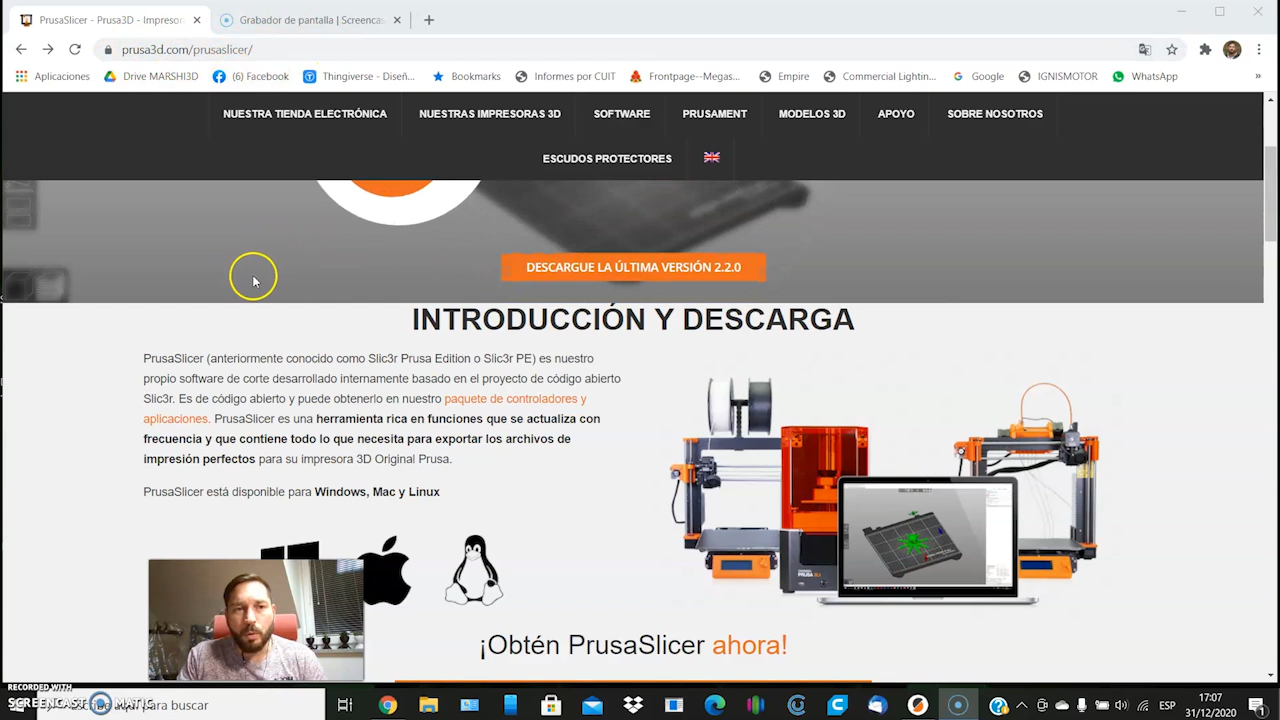 PrusaSlicer - Prusa3D - Impresora
Grabador de pantalla | Screencas
prusa3d.com/prusaslicer/
Aplicaciones
Drive MARSHI3D
(6) Facebook
Thingiverse - Diseñ...
Bookmarks
Informes por CUIT
Frontpage--Megas...
Empire
Commercial Lightin...
Google
IGNISMOTOR
WhatsApp
»
NUESTRA TIENDA ELECTRÓNICA
NUESTRAS IMPRESORAS 3D
SOFTWARE
PRUSAMENT
MODELOS 3D
APOYO
SOBRE NOSOTROS
ESCUDOS PROTECTORES
DESCARGUE LA ÚLTIMA VERSIÓN 2.2.0
INTRODUCCIÓN Y DESCARGA
PrusaSlicer (anteriormente conocido como Slic3r Prusa Edition o Slic3r PE) es nuestro
propio software de corte desarrollado internamente basado en el proyecto de código abierto
Slic3r. Es de código abierto y puede obtenerlo en nuestro paquete de controladores y
aplicaciones. PrusaSlicer es una herramienta rica en funciones que se actualiza con
frecuencia y que contiene todo lo que necesita para exportar los archivos de
impresión perfectos para su impresora 3D Original Prusa.
PrusaSlicer está disponible para Windows, Mac y Linux
¡Obtén PrusaSlicer ahora!
RECORDED WITH
SCREENCAST MATIC
para buscar
ESP
17:07
31/12/2020